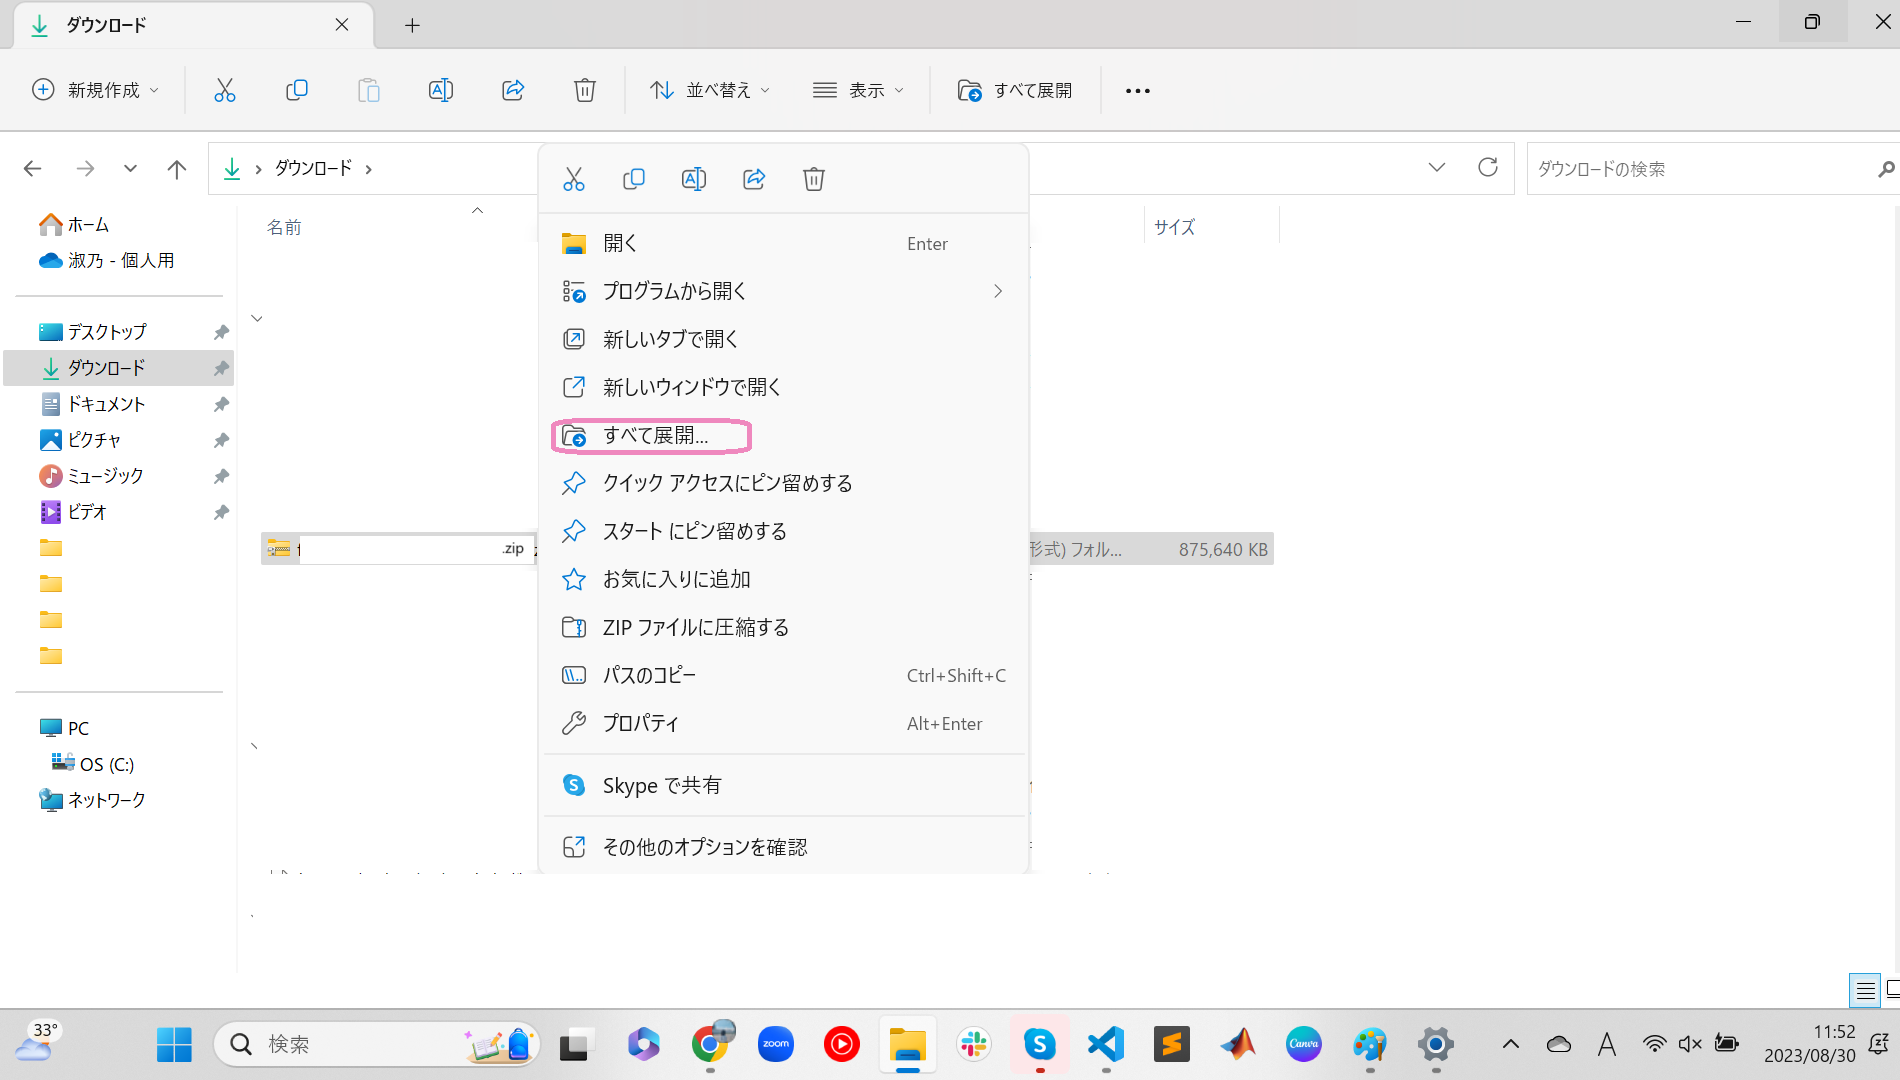 ダウンロード
新規作成
並べ替え
表示
すべて展開
ダウンロード
ダウンロードの検索
ホーム
淑乃 - 個人用
デスクトップ
ダウンロード
ドキュメント
ピクチャ
ミュージック
ビデオ
PC
OS (C:)
ネットワーク
名前
サイズ
.zip
形式) フォル...
875,640 KB
開く Enter
プログラムから開く
新しいタブで開く
新しいウィンドウで開く
すべて展開...
クイック アクセスにピン留めする
スタート にピン留めする
お気に入りに追加
ZIP ファイルに圧縮する
パスのコピー Ctrl+Shift+C
プロパティ Alt+Enter
Skype で共有
その他のオプションを確認
33°
検索
zoom
Canva
A
11:52
2023/08/30